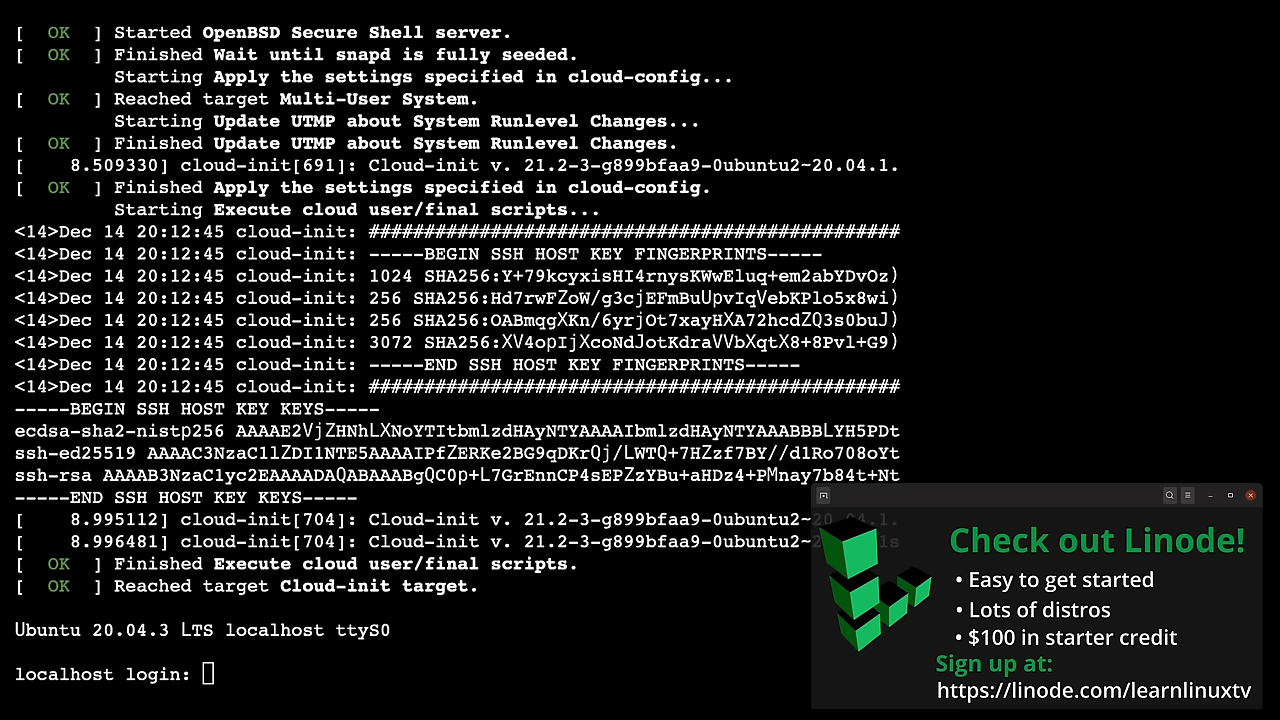 [  OK  ] Started OpenBSD Secure Shell server.
[  OK  ] Finished Wait until snapd is fully seeded.
Starting Apply the settings specified in cloud-config...
[  OK  ] Reached target Multi-User System.
Starting Update UTMP about System Runlevel Changes...
[  OK  ] Finished Update UTMP about System Runlevel Changes.
[    8.509330] cloud-init[691]: Cloud-init v. 21.2-3-g899bfaa9-0ubuntu2~20.04.1.
[  OK  ] Finished Apply the settings specified in cloud-config.
Starting Execute cloud user/final scripts...
<14>Dec 14 20:12:45 cloud-init: ################################################
<14>Dec 14 20:12:45 cloud-init: -----BEGIN SSH HOST KEY FINGERPRINTS-----
<14>Dec 14 20:12:45 cloud-init: 1024 SHA256:Y+79kcyxisHI4rnysKWwEluq+em2abYDvOz)
<14>Dec 14 20:12:45 cloud-init: 256 SHA256:Hd7rwFZoW/g3cjEFmBuUpvIqVebKPlo5x8wi)
<14>Dec 14 20:12:45 cloud-init: 256 SHA256:OABmqgXKn/6yrjOt7xayHXA72hcdZQ3s0buJ)
<14>Dec 14 20:12:45 cloud-init: 3072 SHA256:XV4opIjXcoNdJotKdraVVbXqtX8+8Pvl+G9)
<14>Dec 14 20:12:45 cloud-init: -----END SSH HOST KEY FINGERPRINTS-----
<14>Dec 14 20:12:45 cloud-init: ################################################
-----BEGIN SSH HOST KEY KEYS-----
ecdsa-sha2-nistp256 AAAAE2VjZHNhLXNoYTItbmlzdHAyNTYAAAAIbmlzdHAyNTYAAABBBLYH5PDt
ssh-ed25519 AAAAC3NzaC1lZDI1NTE5AAAAIPfZERKe2BG9qDKrQj/LWTQ+7HZzf7BY//d1Ro708oYt
ssh-rsa AAAAB3NzaC1yc2EAAAADAQABAAABgQC0p+L7GrEnnCP4sEPZzYBu+aHDz4+PMnay7b84t+Nt
-----END SSH HOST KEY KEYS-----
[    8.995112] cloud-init[704]: Cloud-init v. 21.2-3-g899bfaa9-0ubuntu2~20.04.1.
[    8.996481] cloud-init[704]: Cloud-init v. 21.2-3-g899bfaa9-0ubuntu2~
[  OK  ] Finished Execute cloud user/final scripts.
[  OK  ] Reached target Cloud-init target.
Ubuntu 20.04.3 LTS localhost ttyS0
localhost login:
Check out Linode!
• Easy to get started
• Lots of distros
• $100 in starter credit
Sign up at:
https://linode.com/learnlinuxtv